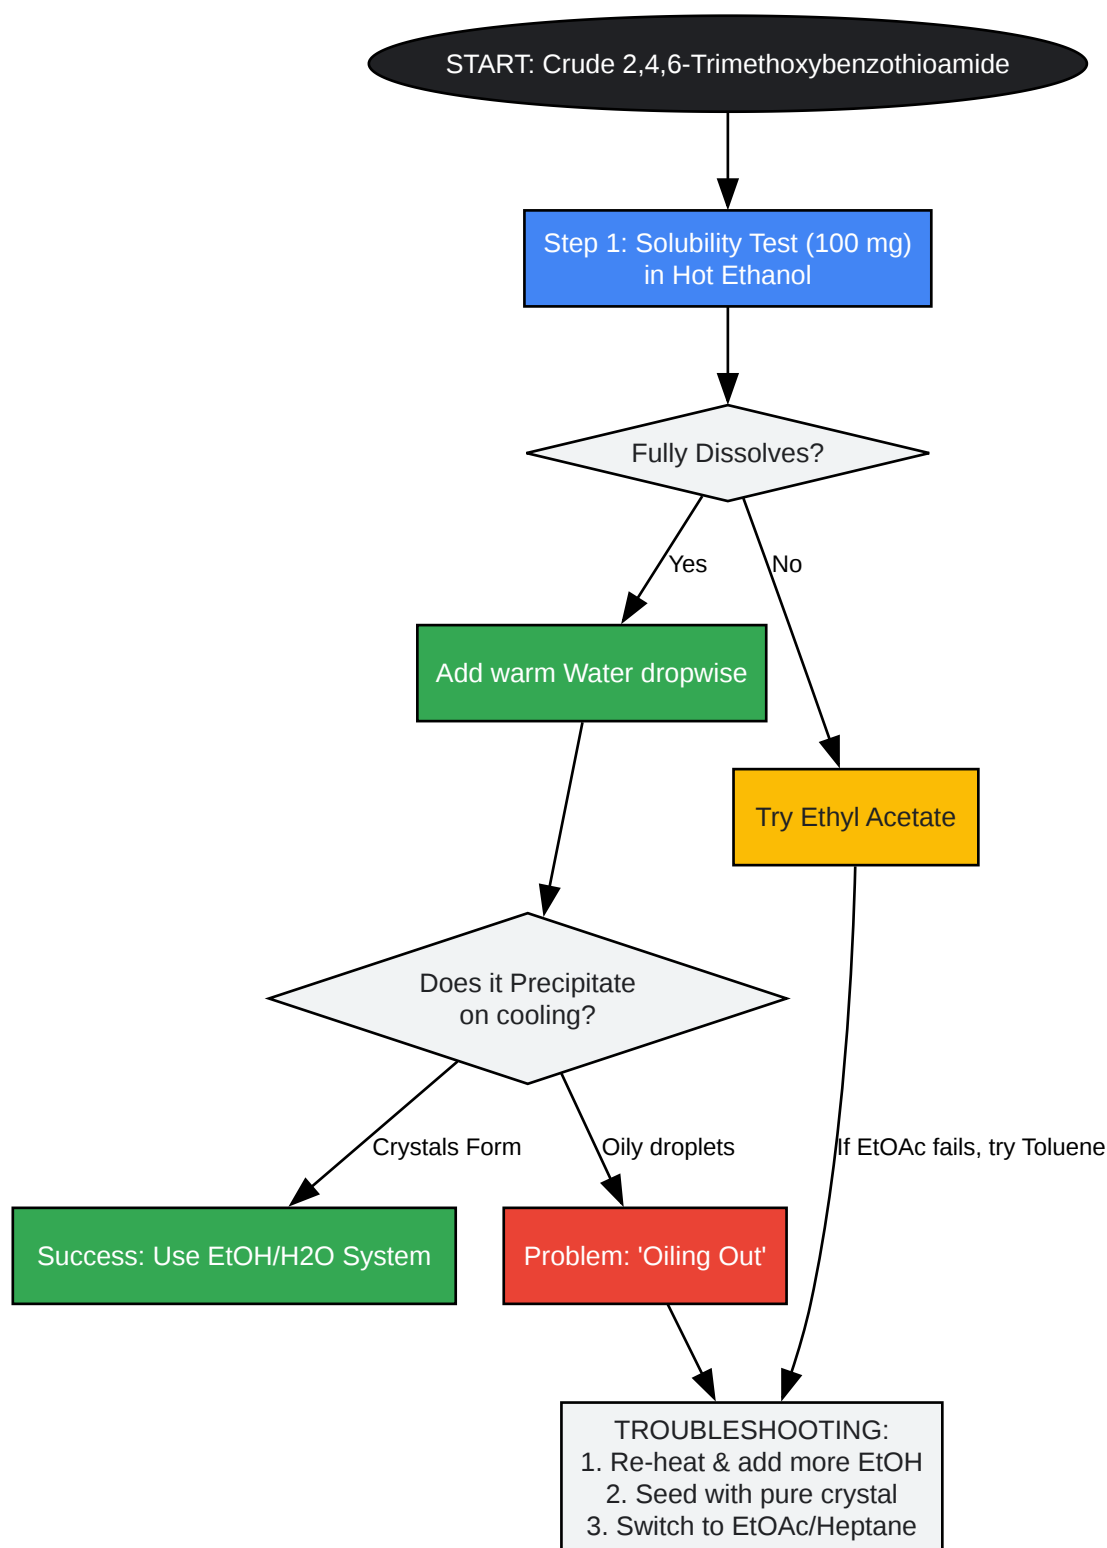 START: Crude 2,4,6-Trimethoxybenzothioamide
Step 1: Solubility Test (100 mg)
in Hot Ethanol
Fully Dissolves?
Yes
No
Add warm Water dropwise
Try Ethyl Acetate
Does it Precipitate
on cooling?
Crystals Form
Oily droplets
If EtOAc fails, try Toluene
Success: Use EtOH/H2O System
Problem: 'Oiling Out'
TROUBLESHOOTING:
1. Re-heat & add more EtOH
2. Seed with pure crystal
3. Switch to EtOAc/Heptane